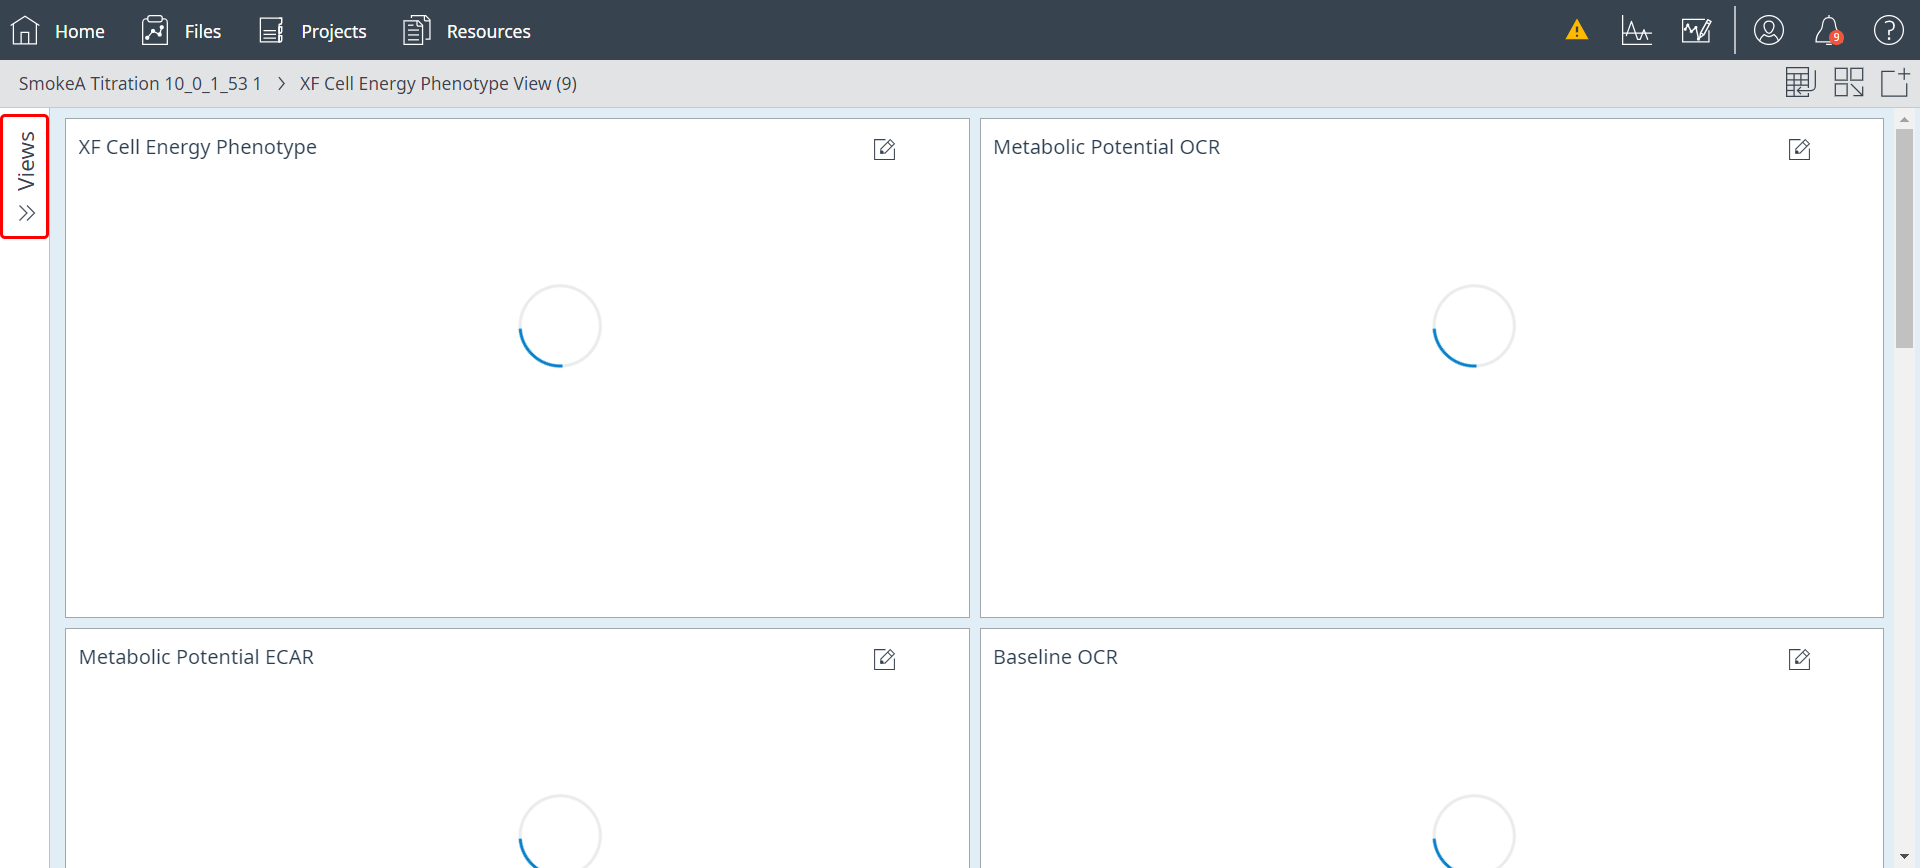 Home Files Projects Resources 9
SmokeA Titration 10_0_1_53 1 XF Cell Energy Phenotype View (9)
Views
XF Cell Energy Phenotype
Metabolic Potential OCR
Metabolic Potential ECAR
Baseline OCR